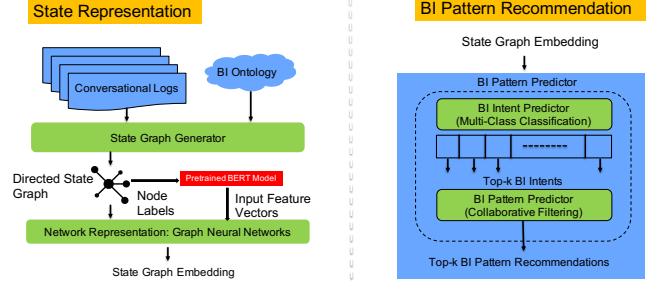 State Representation
Conversational Logs
BI Ontology
State Graph Generator
Directed State
Graph
Node
Labels
Pretrained BERT Model
Input Feature
Vectors
Network Representation: Graph Neural Networks
State Graph Embedding
BI Pattern Recommendation
State Graph Embedding
BI Pattern Predictor
BI Intent Predictor
(Multi-Class Classification)
Top-k BI Intents
BI Pattern Predictor
(Collaborative Filtering)
Top-k BI Pattern Recommendations